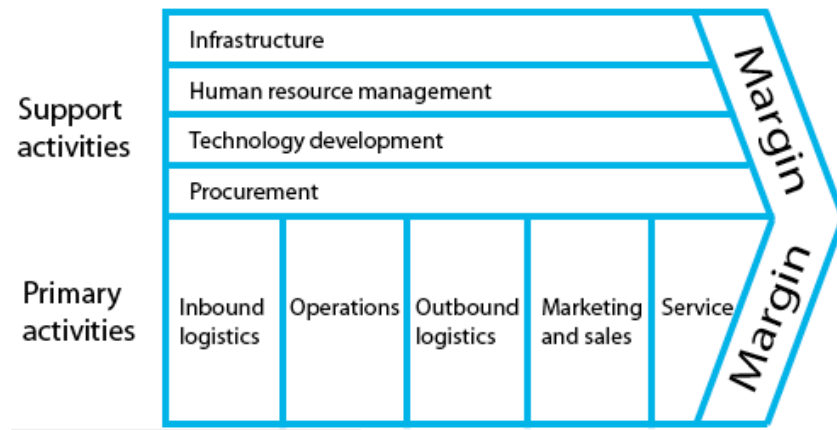 Infrastructure
Human resource management
Support
activities
Technology development
Procurement
Margin
Primary
activities
Inbound
logistics
Operations
Outbound
logistics
Marketing
and sales
Service
Margin